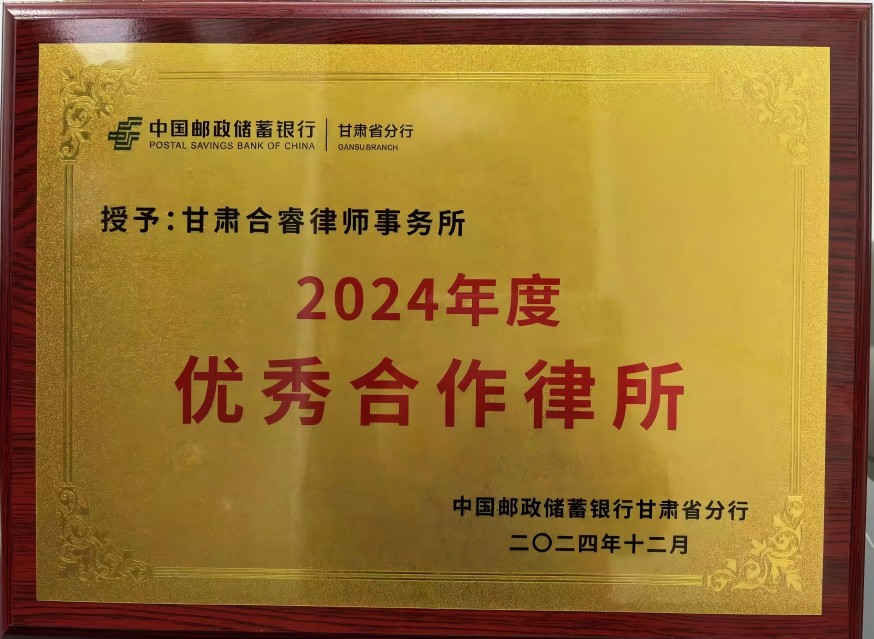 中国邮政储蓄银行 | 甘肃省分行
POSTAL SAVINGS BANK OF CHINA GANSU BRANCH
授予:甘肃合睿律师事务所
2024年度
优秀合作律所
中国邮政储蓄银行甘肃省分行
二〇二四年十二月